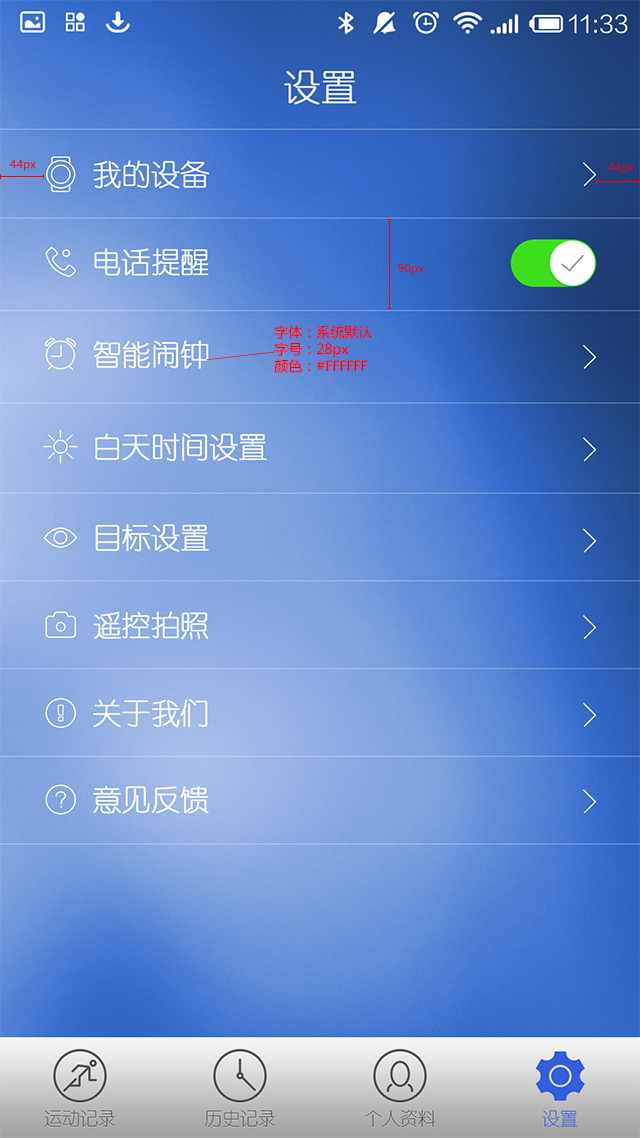 11:33
设置
44px
我的设备
44px
电话提醒
90px
智能闹钟
字体：系统默认
字号：28px
颜色：#FFFFFF
白天时间设置
目标设置
遥控拍照
关于我们
意见反馈
运动记录
历史记录
个人资料
设置